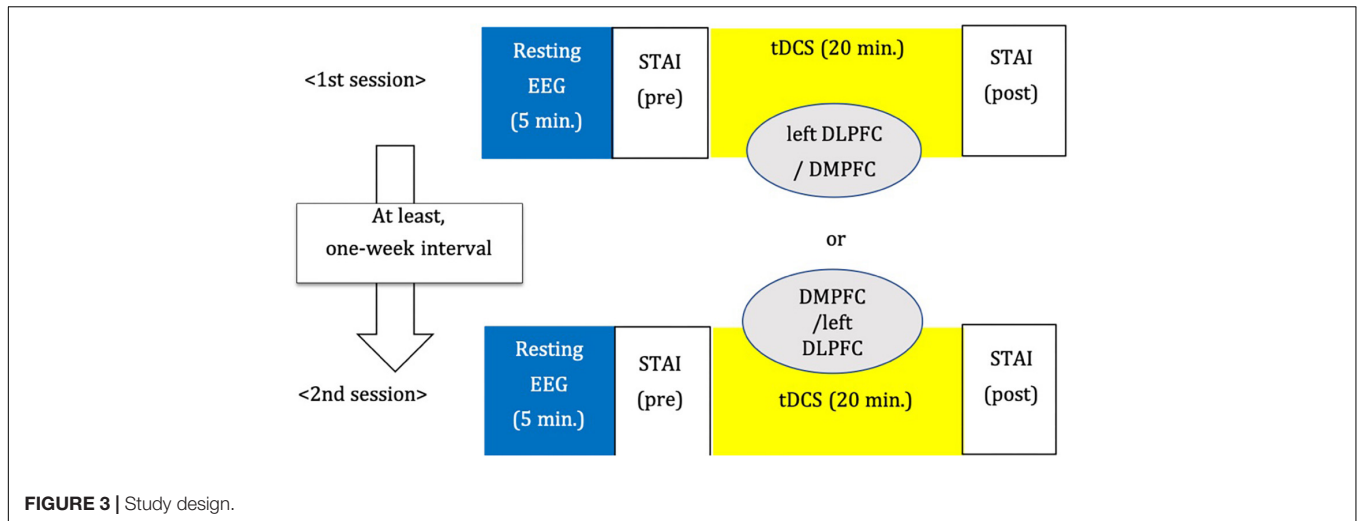 <1st session>
Resting
EEG
(5 min.)
STAI
(pre)
tDCS (20 min.)
left DLPFC
/ DMPFC
STAI
(post)
At least,
one-week interval
or
<2nd session>
Resting
EEG
(5 min.)
STAI
(pre)
DMPFC
/left
DLPFC
tDCS (20 min.)
STAI
(post)
FIGURE 3 | Study design.